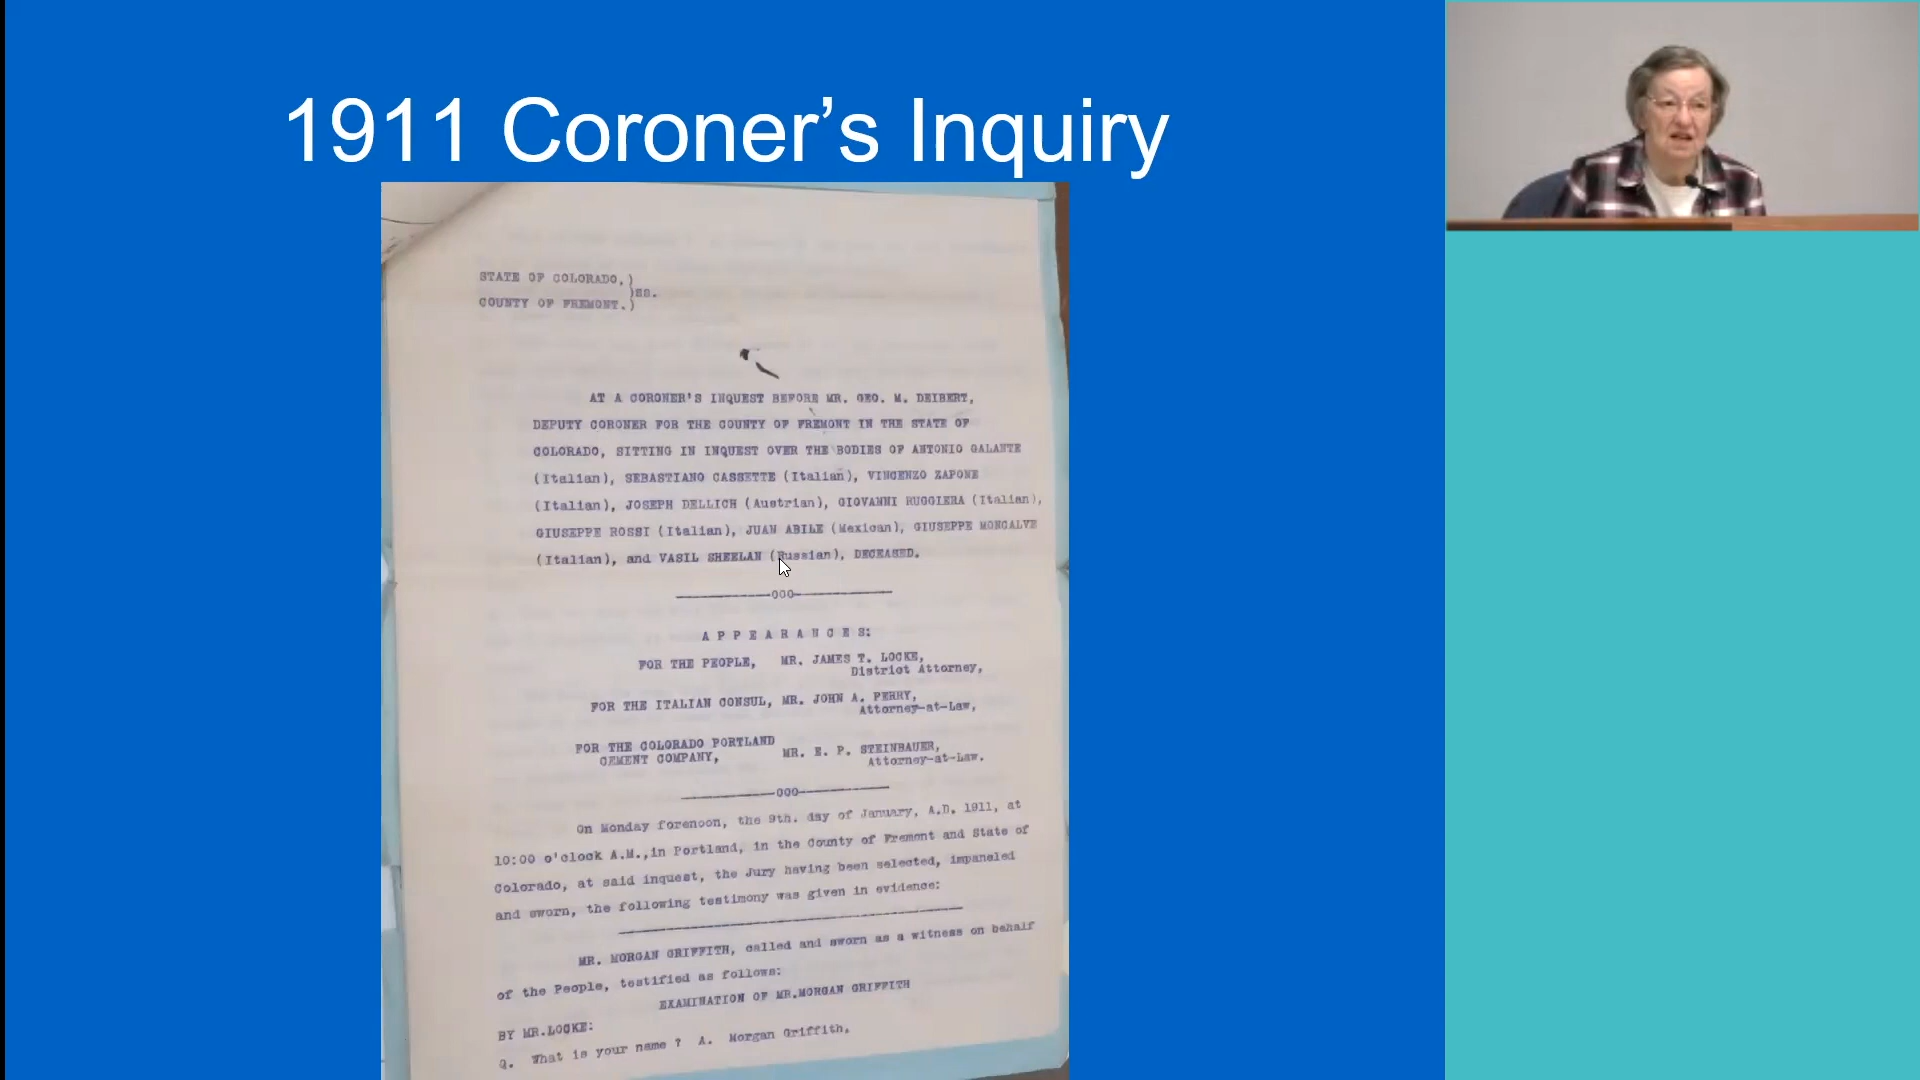 1911 Coroner’s Inquiry
STATE OF COLORADO,)
)ss.
COUNTY OF FREMONT.)
AT A CORONER'S INQUEST BEFORE MR. GEO. M. DEIBERT,
DEPUTY CORONER FOR THE COUNTY OF FREMONT IN THE STATE OF
COLORADO, SITTING IN INQUEST OVER THE BODIES OF ANTONIO GALANTE
(Italian), SEBASTIANO CASSETTE (Italian), VINCENZO ZAPONE
(Italian), JOSEPH DELLICH (Austrian), GIOVANNI RUGGIERA (Italian),
GIUSEPPE ROSSI (Italian), JUAN ABILE (Mexican), GIUSEPPE MONCALVE
(Italian), and VASIL SHEELAN (Russian), DECEASED.
-ooo-
APPEARANCES:
FOR THE PEOPLE, MR. JAMES T. LOCKE,
District Attorney,
FOR THE ITALIAN CONSUL, MR. JOHN A. PERRY,
Attorney-at-Law,
FOR THE COLORADO PORTLAND
CEMENT COMPANY, MR. E. P. STEINBAUER,
Attorney-at-Law.
-ooo-
On Monday forenoon, the 9th. day of January, A.D. 1911, at
10:00 o'clock A.M.,in Portland, in the County of Fremont and State of
Colorado, at said inquest, the Jury having been selected, impaneled
and sworn, the following testimony was given in evidence:
MR. MORGAN GRIFFITH, called and sworn as a witness on behalf
of the People, testified as follows:
EXAMINATION OF MR.MORGAN GRIFFITH
BY MR.LOCKE:
Q. What is your name ? A. Morgan Griffith.